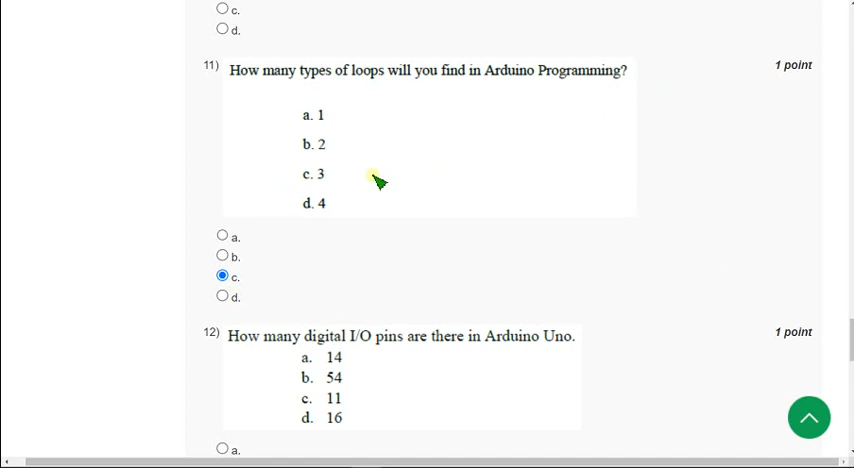 c.
d.
11) How many types of loops will you find in Arduino Programming? 1 point
a. 1
b. 2
c. 3
d. 4
a.
b.
c.
d.
12) How many digital I/O pins are there in Arduino Uno. 1 point
a. 14
b. 54
c. 11
d. 16
a.